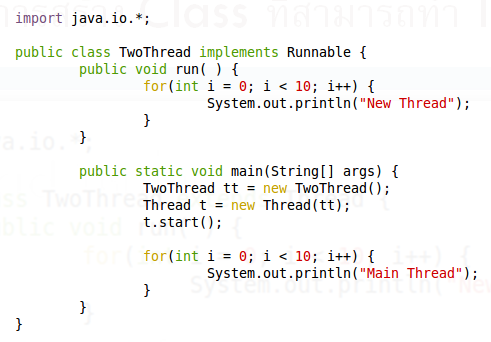 import java.io.*;
public class TwoThread implements Runnable {
public void run( ) {
for(int i = 0; i < 10; i++) {
System.out.println("New Thread");
}
}
public static void main(String[] args) {
TwoThread tt = new TwoThread();
Thread t = new Thread(tt);
t.start();
for(int i = 0; i < 10; i++) {
System.out.println("Main Thread");
}
}
}